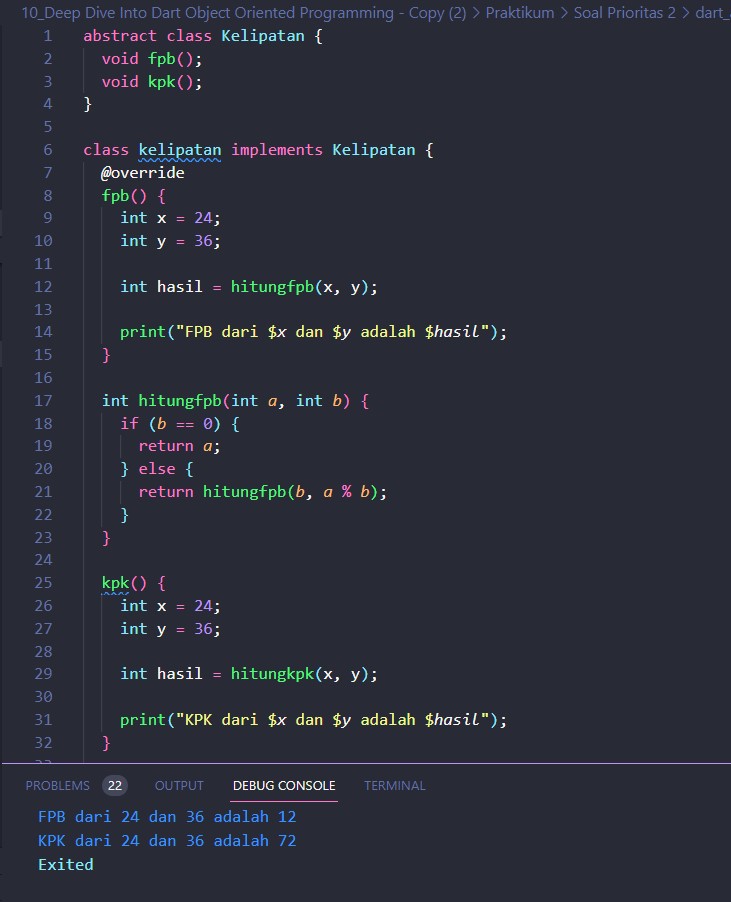 10_Deep Dive Into Dart Object Oriented Programming - Copy (2) > Praktikum > Soal Prioritas 2 > dart_
1 abstract class Kelipatan {
2 void fpb();
3 void kpk();
4 }
5
6 class kelipatan implements Kelipatan {
7 @override
8 fpb() {
9 int x = 24;
10 int y = 36;
11
12 int hasil = hitungfpb(x, y);
13
14 print("FPB dari $x dan $y adalah $hasil");
15 }
16
17 int hitungfpb(int a, int b) {
18 if (b == 0) {
19 return a;
20 } else {
21 return hitungfpb(b, a % b);
22 }
23 }
24
25 kpk() {
26 int x = 24;
27 int y = 36;
28
29 int hasil = hitungkpk(x, y);
30
31 print("KPK dari $x dan $y adalah $hasil");
32 }
PROBLEMS 22 OUTPUT DEBUG CONSOLE TERMINAL
FPB dari 24 dan 36 adalah 12
KPK dari 24 dan 36 adalah 72
Exited